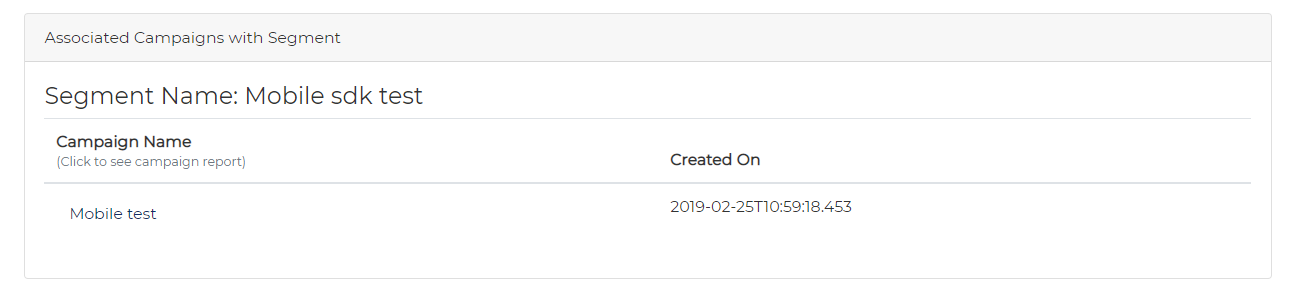 Associated Campaigns with Segment
Segment Name: Mobile sdk test
Campaign Name
(Click to see campaign report)
Created On
Mobile test
2019-02-25T10:59:18.453